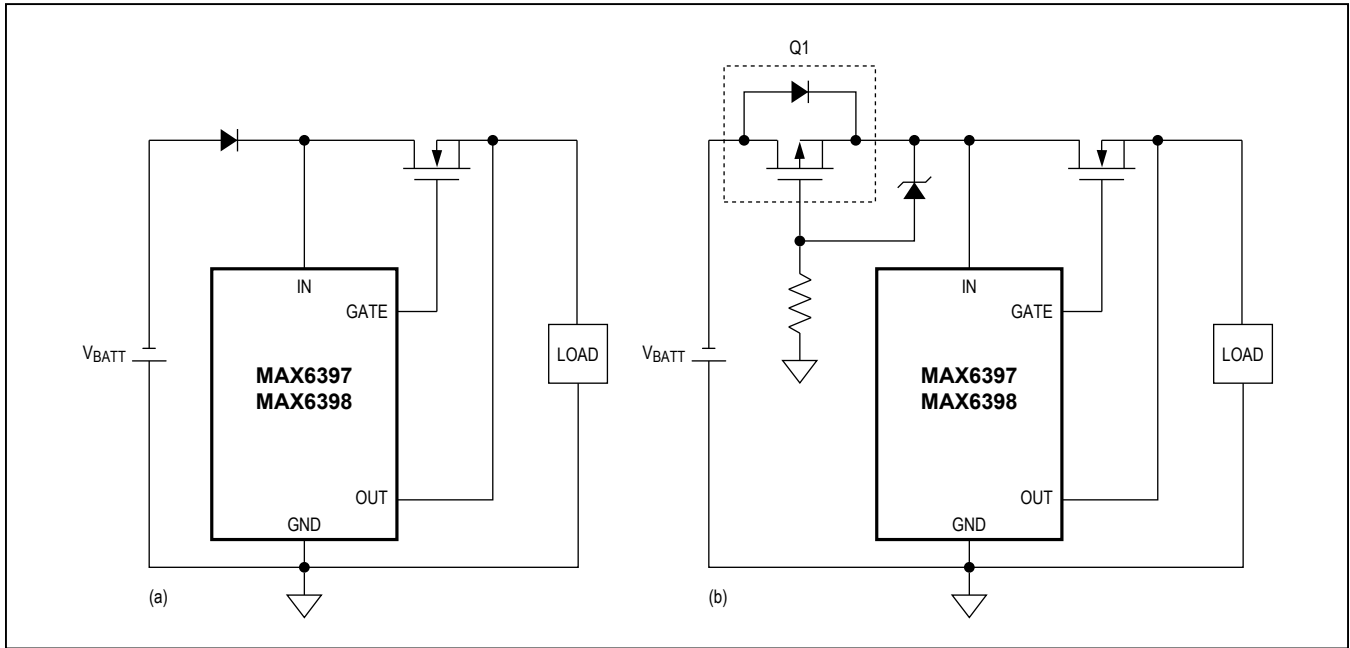 IN
GATE
VBATT
MAX6397
MAX6398
LOAD
OUT
GND
(a)
Q1
IN
GATE
VBATT
MAX6397
MAX6398
LOAD
OUT
GND
(b)